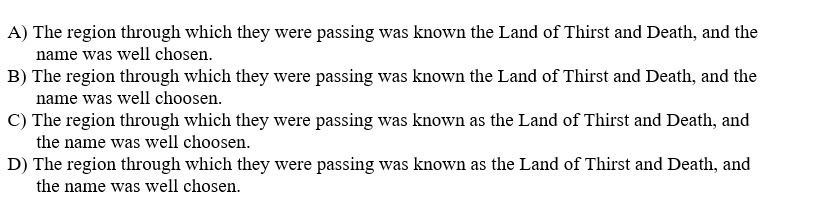 A) The region through which they were passing was known the Land of Thirst and Death, and the
name was well chosen.
B) The region through which they were passing was known the Land of Thirst and Death, and the
name was well choosen.
C) The region through which they were passing was known as the Land of Thirst and Death, and
the name was well choosen.
D) The region through which they were passing was known as the Land of Thirst and Death, and
the name was well chosen.